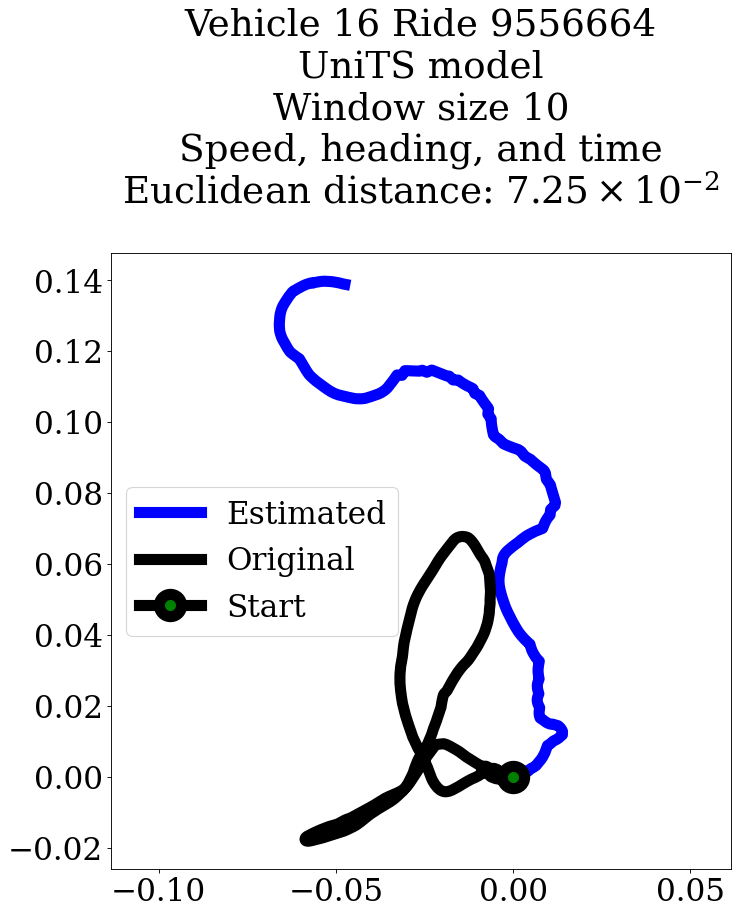 Vehicle 16 Ride 9556664
UniTS model
Window size 10
Speed, heading, and time
Euclidean distance: 7.25 × 10⁻²
0.14
0.12
0.10
0.08
0.06
0.04
0.02
0.00
−0.02
Estimated
Original
Start
−0.10 −0.05 0.00 0.05